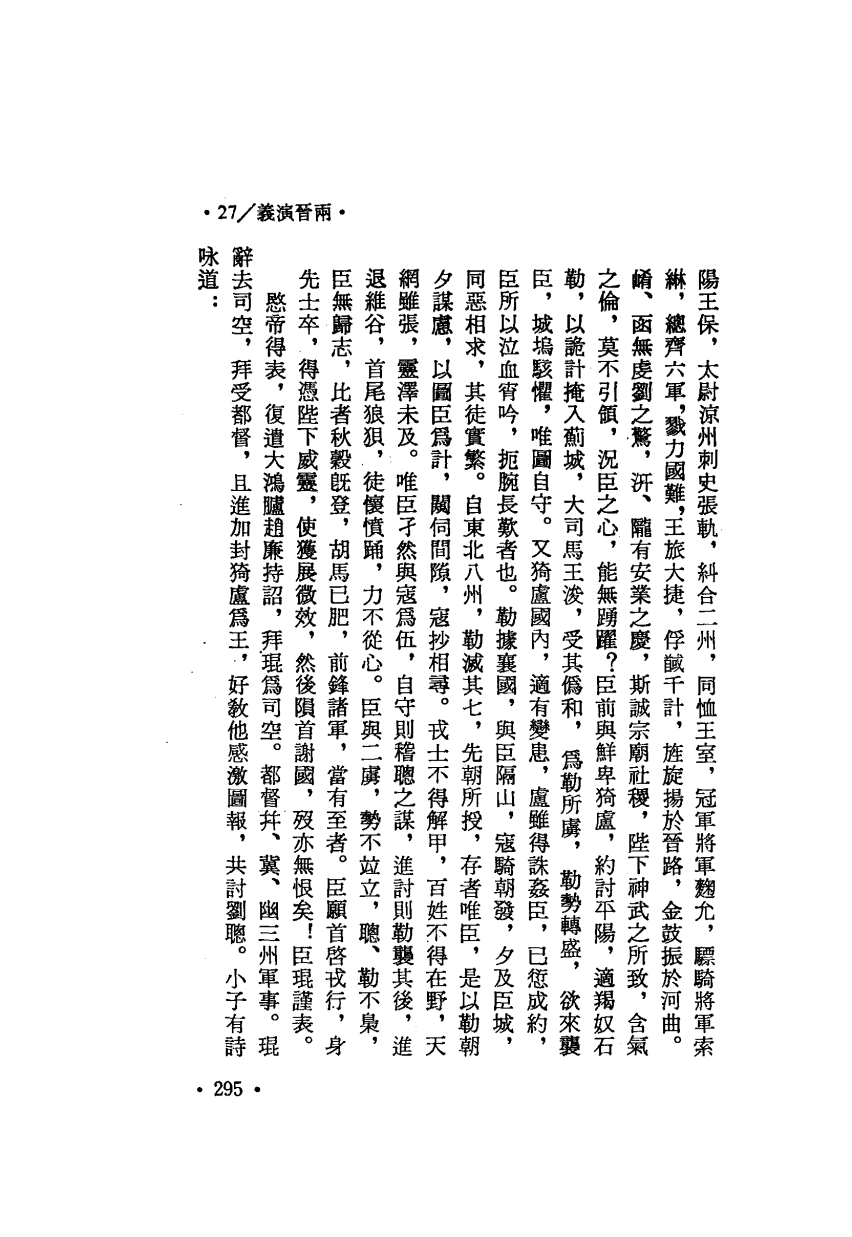 ·兩晉演義／27·
陽王保，太尉涼州刺史張軌，糾合二州，同恤王室，冠軍將軍麴允，驃騎將軍索
綝，總齊六軍，戮力國難，王旅大捷，俘馘千計，旌旗揚於晉路，金鼓振於河曲。
崤、函無虔劉之驚，汧、隴有安業之慶，斯誠宗廟社稷，陛下神武之所致，含氣
之倫，莫不引領，況臣之心，能無踴躍？臣前與鮮卑猗盧，約討平陽，適羯奴石
勒，以詭計掩入薊城，大司馬王浚，受其僞和，爲勒所虜，勒勢轉盛，欲來襲
臣，城塢駭懼，唯圖自守。又猗盧國內，適有變患，盧雖得誅姦臣，已愆成約，
臣所以泣血宵吟，扼腕長歎者也。勒據襄國，與臣隔山，寇騎朝發，夕及臣城，
同惡相求，其徒實繁。自東北八州，勒滅其七，先朝所授，存者唯臣，是以勒朝
夕謀慮，以圖臣爲計，闚伺間隙，寇抄相尋。戎士不得解甲，百姓不得在野，天
網雖張，靈澤未及。唯臣孑然與寇爲伍，自守則稽聰之謀，進討則勒襲其後，進
退維谷，首尾狼狽，徒懷憤踊，力不從心。臣與二虜，勢不竝立，聰、勒不梟，
臣無歸志，比者秋穀旣登，胡馬已肥，前鋒諸軍，當有至者。臣願首啓戎行，身
先士卒，得憑陛下威靈，使獲展微效，然後隕首謝國，歿亦無恨矣！臣琨謹表。
愍帝得表，復遣大鴻臚趙廉持詔，拜琨爲司空。都督幷、冀、幽三州軍事。琨
辭去司空，拜受都督，且進加封猗盧爲王，好敎他感激圖報，共討劉聰。小子有詩
咏道：
·295·